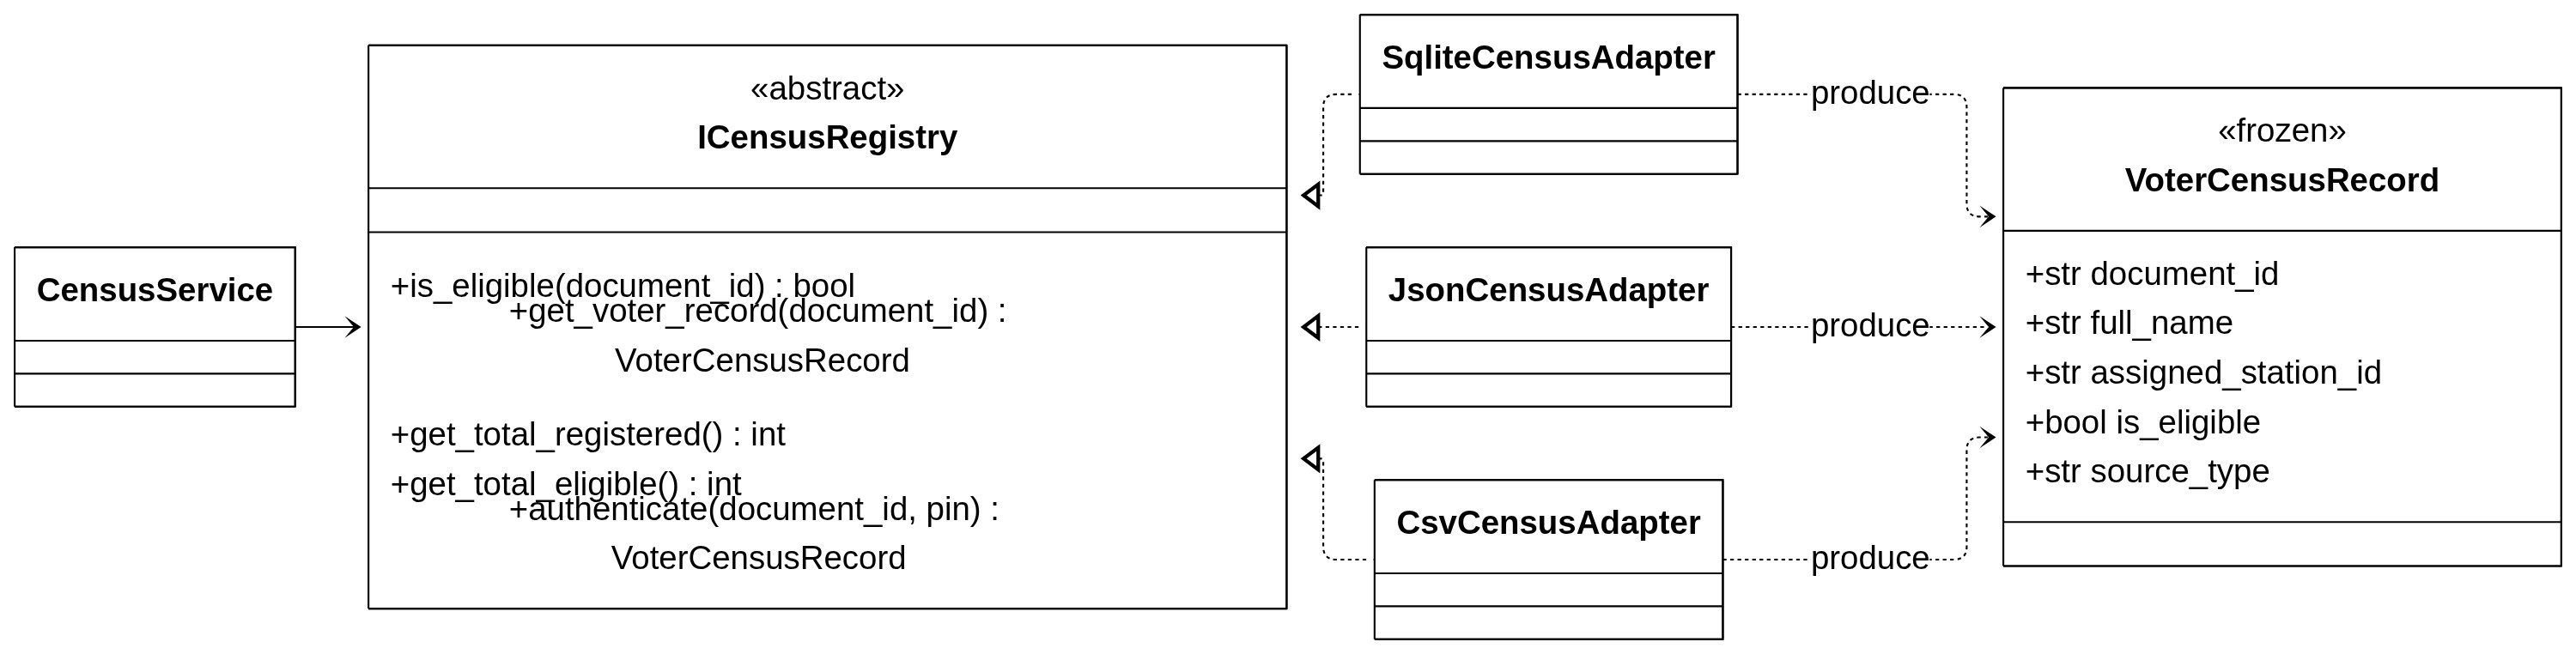 CensusService
«abstract»
ICensusRegistry
+is_eligible(document_id) : bool
+get_voter_record(document_id) :
VoterCensusRecord
+get_total_registered() : int
+get_total_eligible() : int
+authenticate(document_id, pin) :
VoterCensusRecord
SqliteCensusAdapter
JsonCensusAdapter
CsvCensusAdapter
produce
produce
produce
«frozen»
VoterCensusRecord
+str document_id
+str full_name
+str assigned_station_id
+bool is_eligible
+str source_type